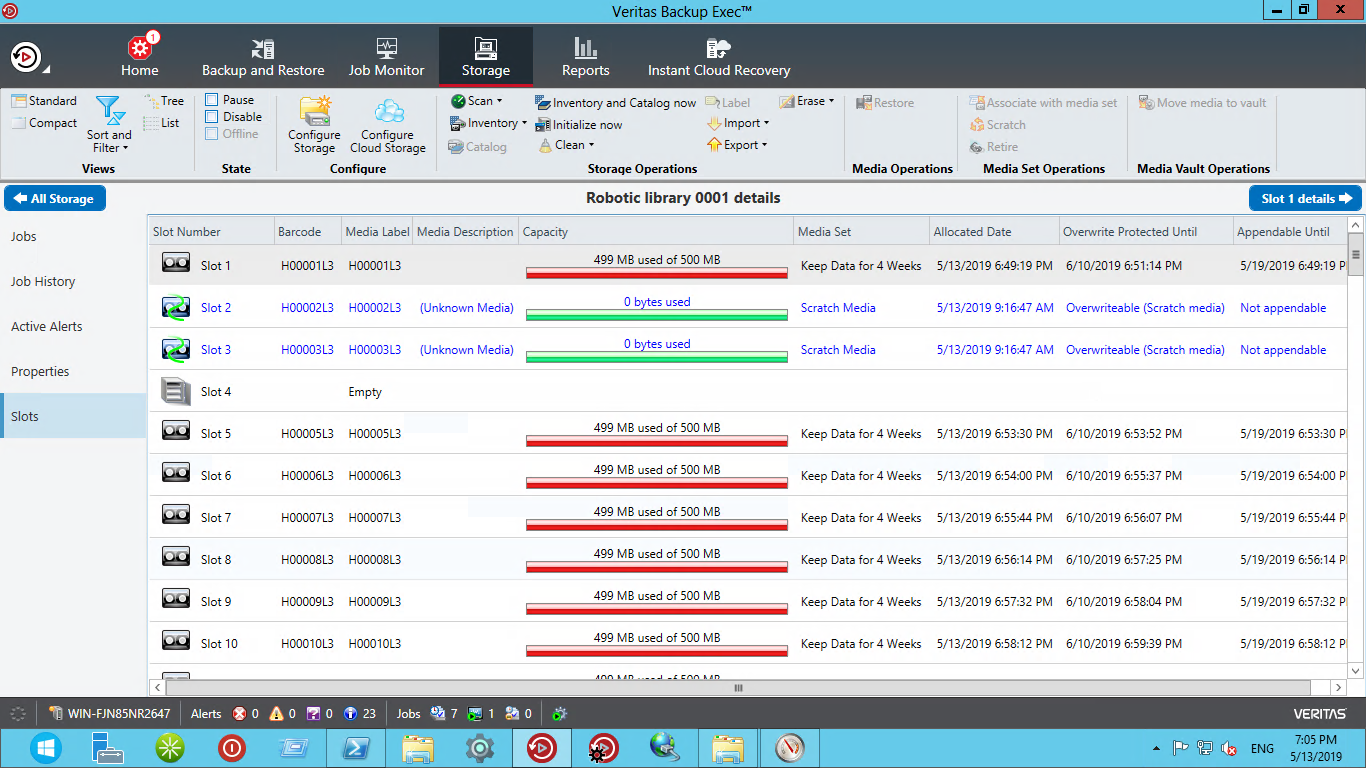 Veritas Backup Exec™
1
Home
Backup and Restore
Job Monitor
Storage
Reports
Instant Cloud Recovery
Standard
Compact
Sort and
Filter
Tree
List
Views
Pause
Disable
Offline
State
Configure
Storage
Configure
Cloud Storage
Configure
Scan
Inventory
Catalog
Inventory and Catalog now
Initialize now
Clean
Label
Import
Export
Erase
Storage Operations
Restore
Media Operations
Associate with media set
Scratch
Retire
Media Set Operations
Move media to vault
Media Vault Operations
All Storage
Robotic library 0001 details
Slot 1 details
Jobs
Job History
Active Alerts
Properties
Slots
Slot Number Barcode Media Label Media Description Capacity Media Set Allocated Date Overwrite Protected Until Appendable Until
Slot 1 H00001L3 H00001L3 499 MB used of 500 MB Keep Data for 4 Weeks 5/13/2019 6:49:19 PM 6/10/2019 6:51:14 PM 5/19/2019 6:49:19 P
Slot 2 H00002L3 H00002L3 (Unknown Media) 0 bytes used Scratch Media 5/13/2019 9:16:47 AM Overwriteable (Scratch media) Not appendable
Slot 3 H00003L3 H00003L3 (Unknown Media) 0 bytes used Scratch Media 5/13/2019 9:16:47 AM Overwriteable (Scratch media) Not appendable
Slot 4 Empty
Slot 5 H00005L3 H00005L3 499 MB used of 500 MB Keep Data for 4 Weeks 5/13/2019 6:53:30 PM 6/10/2019 6:53:52 PM 5/19/2019 6:53:30 P
Slot 6 H00006L3 H00006L3 499 MB used of 500 MB Keep Data for 4 Weeks 5/13/2019 6:54:00 PM 6/10/2019 6:55:37 PM 5/19/2019 6:54:00 P
Slot 7 H00007L3 H00007L3 499 MB used of 500 MB Keep Data for 4 Weeks 5/13/2019 6:55:44 PM 6/10/2019 6:56:07 PM 5/19/2019 6:55:44 P
Slot 8 H00008L3 H00008L3 499 MB used of 500 MB Keep Data for 4 Weeks 5/13/2019 6:56:14 PM 6/10/2019 6:57:25 PM 5/19/2019 6:56:14 P
Slot 9 H00009L3 H00009L3 499 MB used of 500 MB Keep Data for 4 Weeks 5/13/2019 6:57:32 PM 6/10/2019 6:58:04 PM 5/19/2019 6:57:32 P
Slot 10 H00010L3 H00010L3 499 MB used of 500 MB Keep Data for 4 Weeks 5/13/2019 6:58:12 PM 6/10/2019 6:59:39 PM 5/19/2019 6:58:12 P
499 MB used of 500 MB
WIN-FJN85NR2647 Alerts 0 0 0 23 Jobs 7 1 0 VERITAS
ENG
7:05 PM
5/13/2019